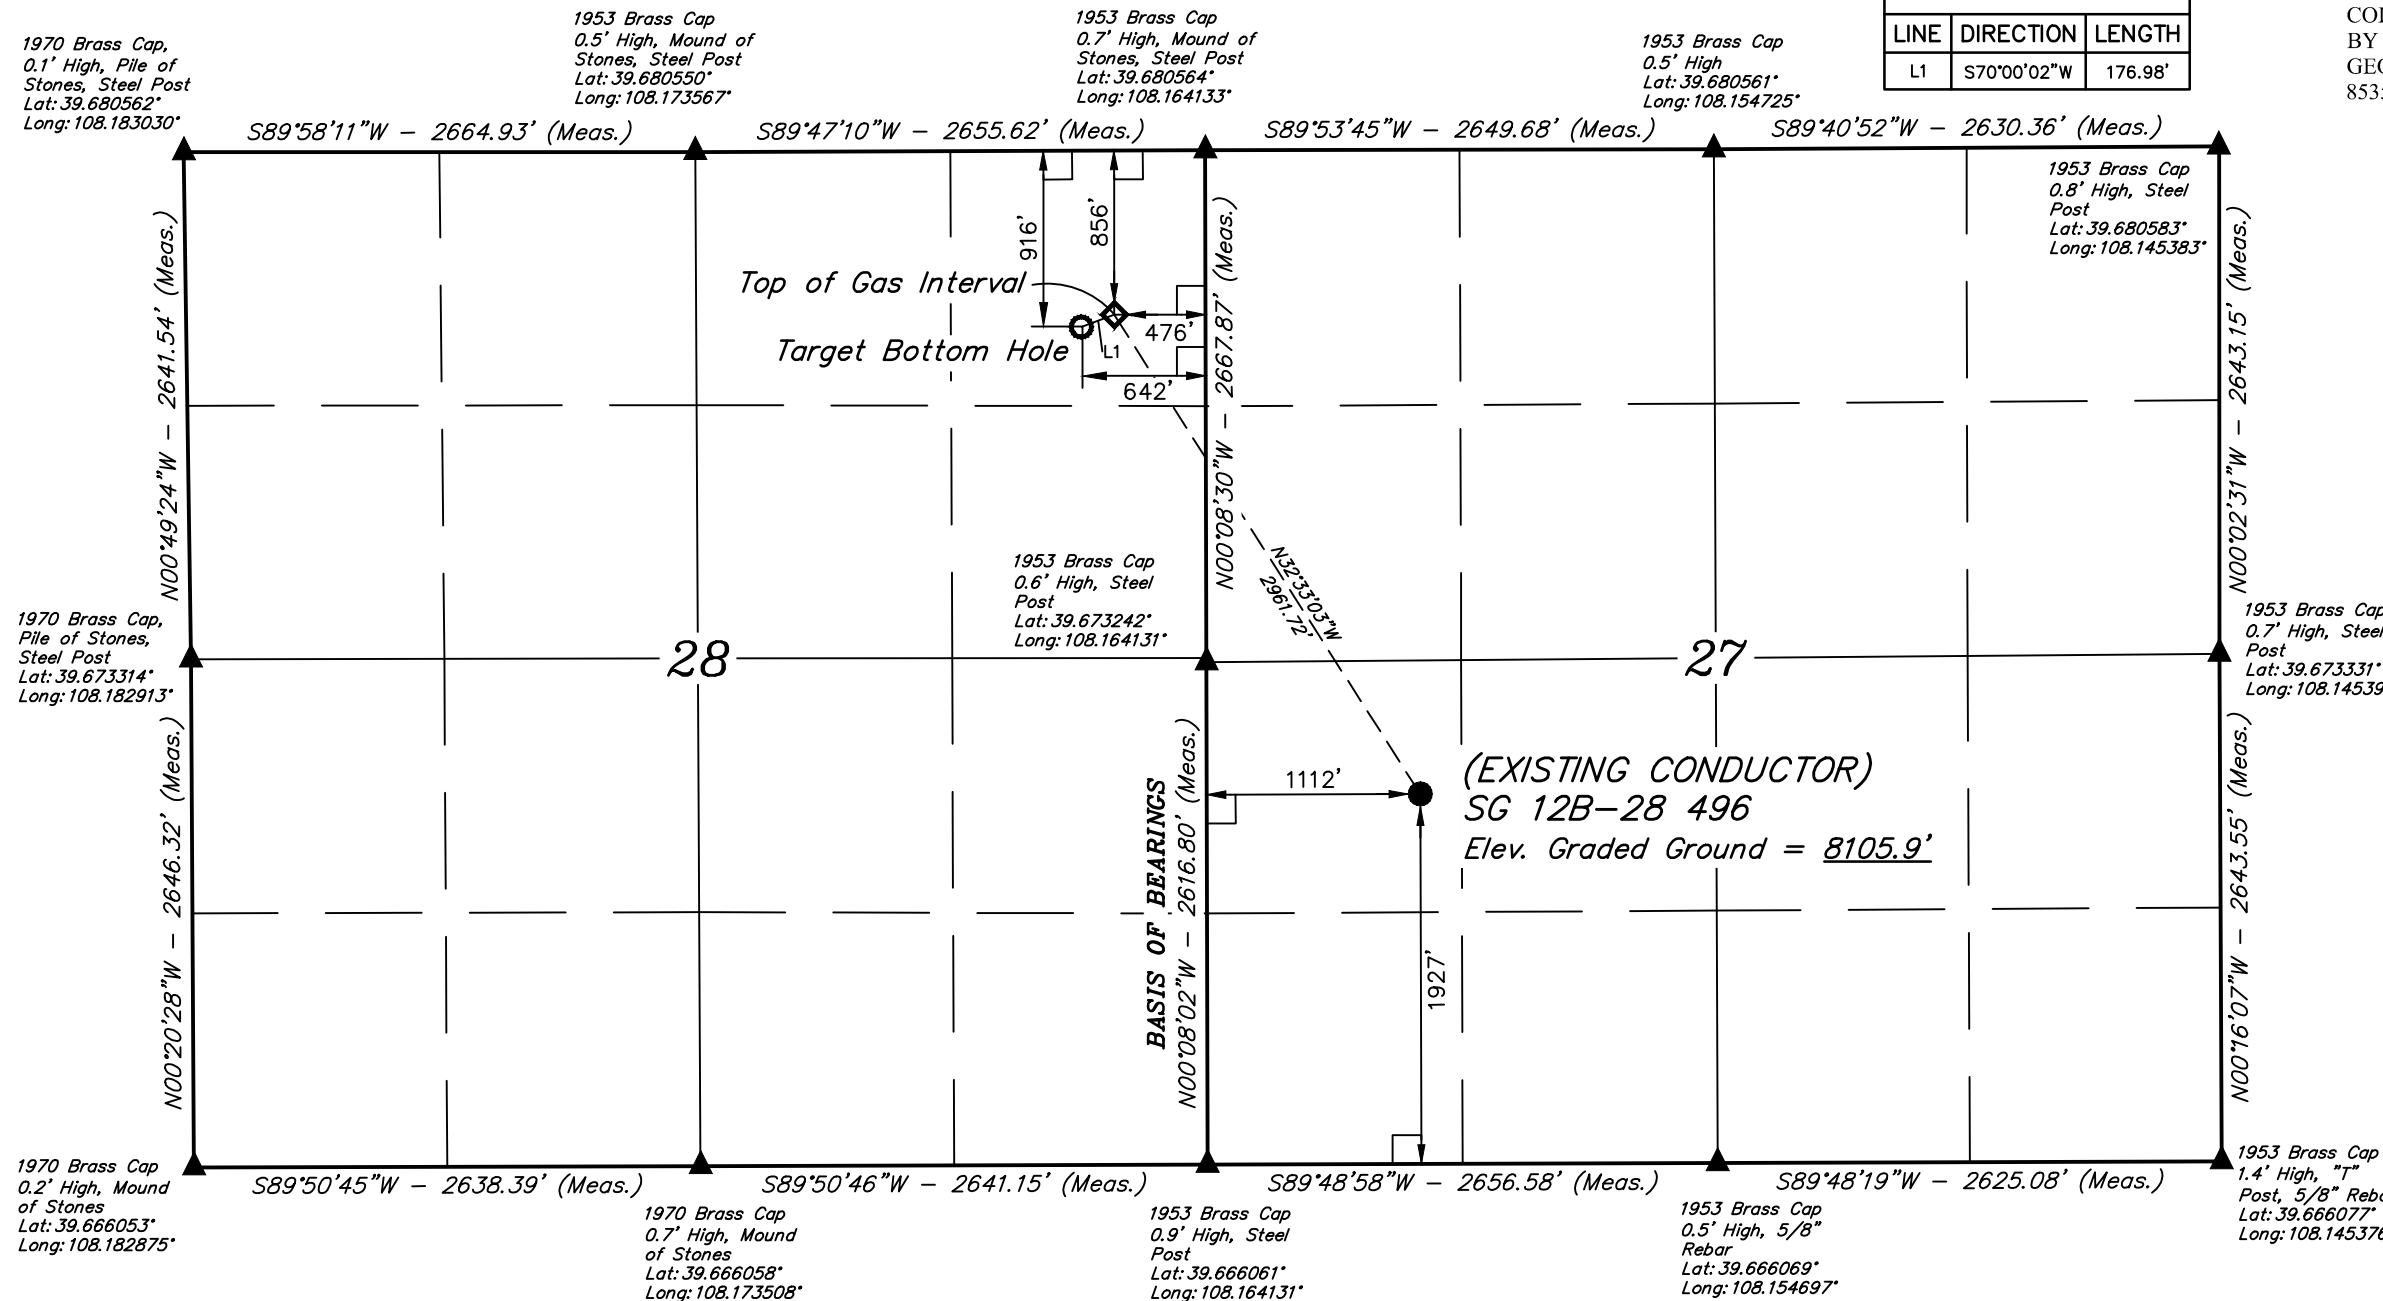 1970 Brass Cap,
0.1' High, Pile of
Stones, Steel Post
Lat: 39.680562°
Long: 108.183030°
1953 Brass Cap
0.5' High, Mound of
Stones, Steel Post
Lat: 39.680550°
Long: 108.173567°
1953 Brass Cap
0.7' High, Mound of
Stones, Steel Post
Lat: 39.680564°
Long: 108.164133°
1953 Brass Cap
0.5' High
Lat: 39.680561°
Long: 108.154725°
LINE DIRECTION LENGTH
L1 S70°00'02"W 176.98'
BY
S89°58'11"W – 2664.93' (Meas.)
S89°47'10"W – 2655.62' (Meas.)
S89°53'45"W – 2649.68' (Meas.)
S89°40'52"W – 2630.36' (Meas.)
1953 Brass Cap
0.8' High, Steel
Post
Lat: 39.680583°
Long: 108.145383°
N00°49'24"W – 2641.54' (Meas.)
916'
856'
Top of Gas Interval
476'
L1
Target Bottom Hole
642'
N00°08'30"W – 2667.87' (Meas.)
N00°02'31"W – 2643.15' (Meas.)
N32°33'03"W
2961.72'
1953 Brass Cap
0.6' High, Steel
Post
Lat: 39.673242°
Long: 108.164131°
1970 Brass Cap,
Pile of Stones,
Steel Post
Lat: 39.673314°
Long: 108.182913°
28
27
1953 Brass Cap
0.7' High, Steel
Post
Lat: 39.673331°
Long: 108.14539
N00°20'28"W – 2646.32' (Meas.)
BASIS OF BEARINGS
N00°08'02"W – 2616.80' (Meas.)
1112'
(EXISTING CONDUCTOR)
SG 12B–28 496
Elev. Graded Ground = 8105.9'
1927'
N00°16'07"W – 2643.55' (Meas.)
1970 Brass Cap
0.2' High, Mound
of Stones
Lat: 39.666053°
Long: 108.182875°
S89°50'45"W – 2638.39' (Meas.)
S89°50'46"W – 2641.15' (Meas.)
S89°48'58"W – 2656.58' (Meas.)
S89°48'19"W – 2625.08' (Meas.)
1970 Brass Cap
0.7' High, Mound
of Stones
Lat: 39.666058°
Long: 108.173508°
1953 Brass Cap
0.9' High, Steel
Post
Lat: 39.666061°
Long: 108.164131°
1953 Brass Cap
0.5' High, 5/8"
Rebar
Lat: 39.666069°
Long: 108.154697°
1953 Brass Cap
1.4' High, "T"
Post, 5/8" Reba
Lat: 39.666077°
Long: 108.145376